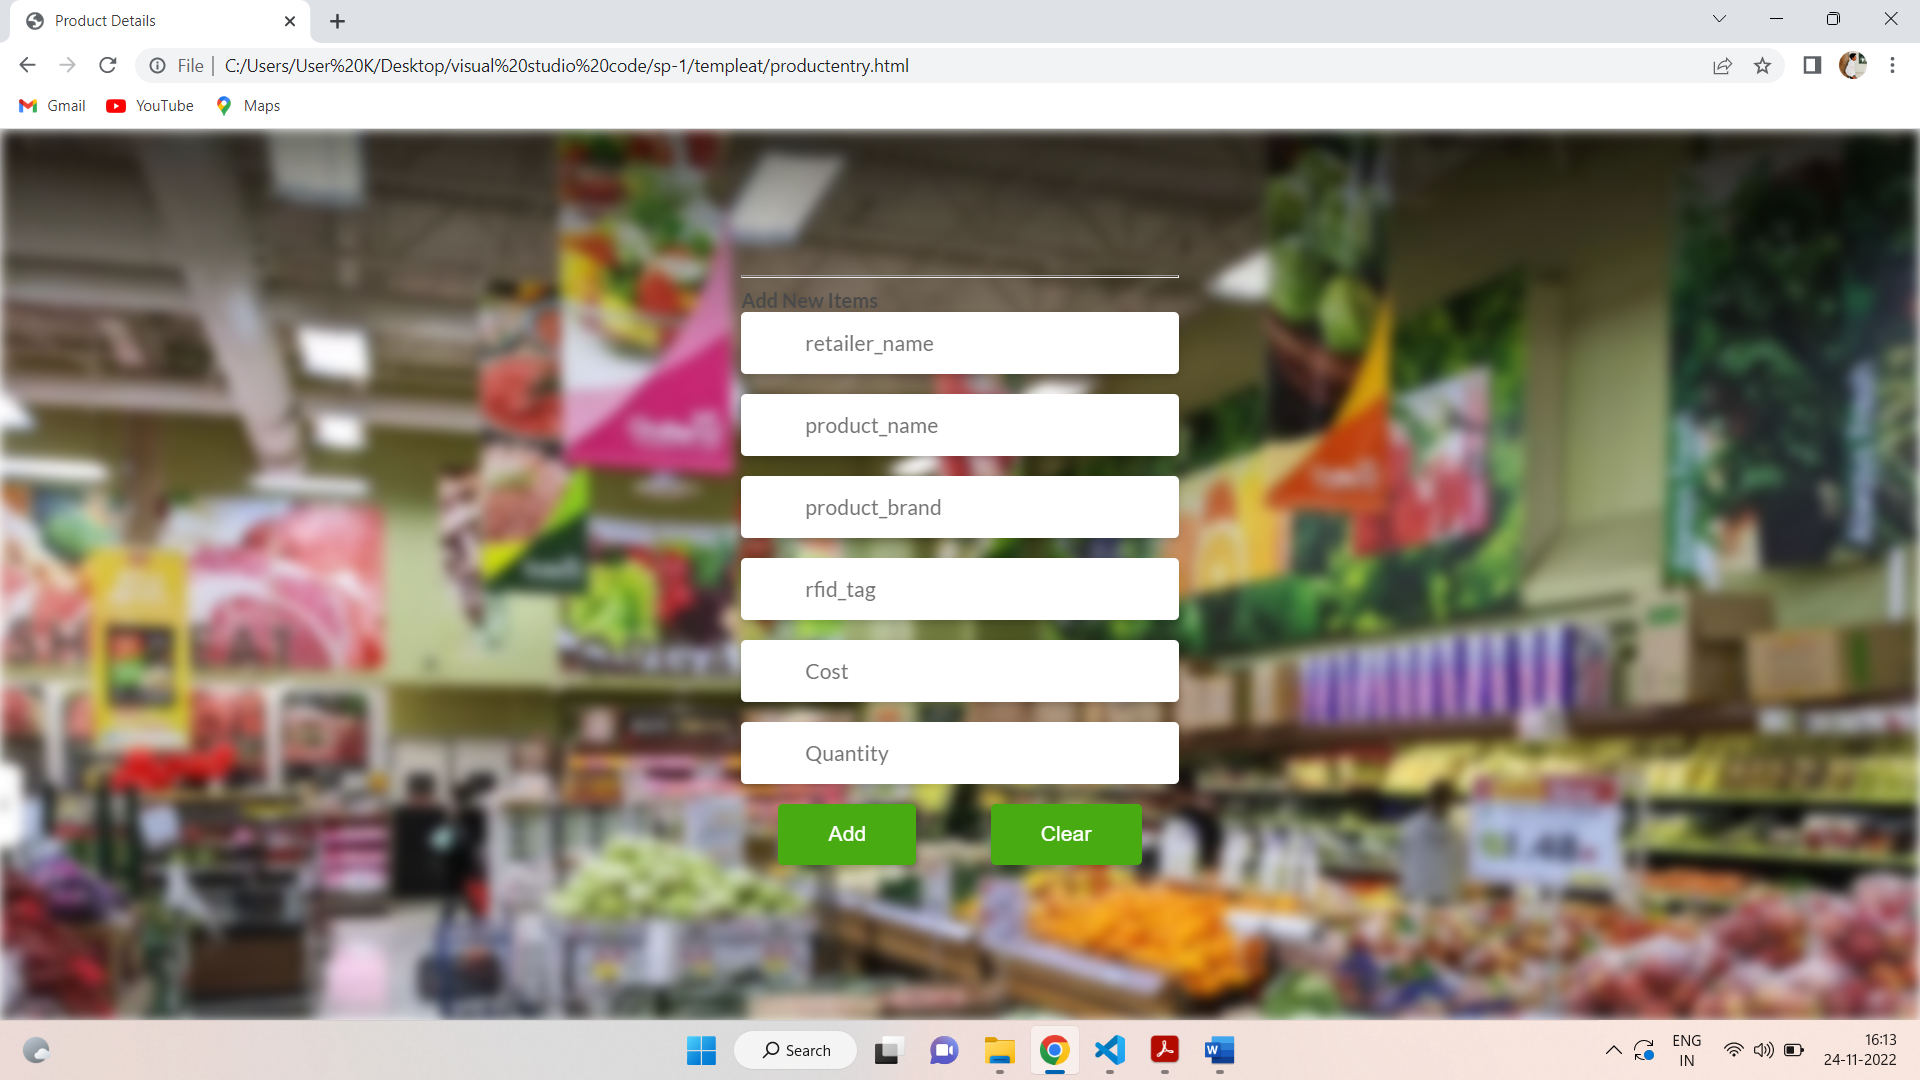 Product Details
File
C:/Users/User%20K/Desktop/visual%20studio%20code/sp-1/templeat/productentry.html
Gmail
YouTube
Maps
Add New Items
retailer_name
product_name
product_brand
rfid_tag
Cost
Quantity
Add
Clear
Search
ENG
IN
16:13
24-11-2022